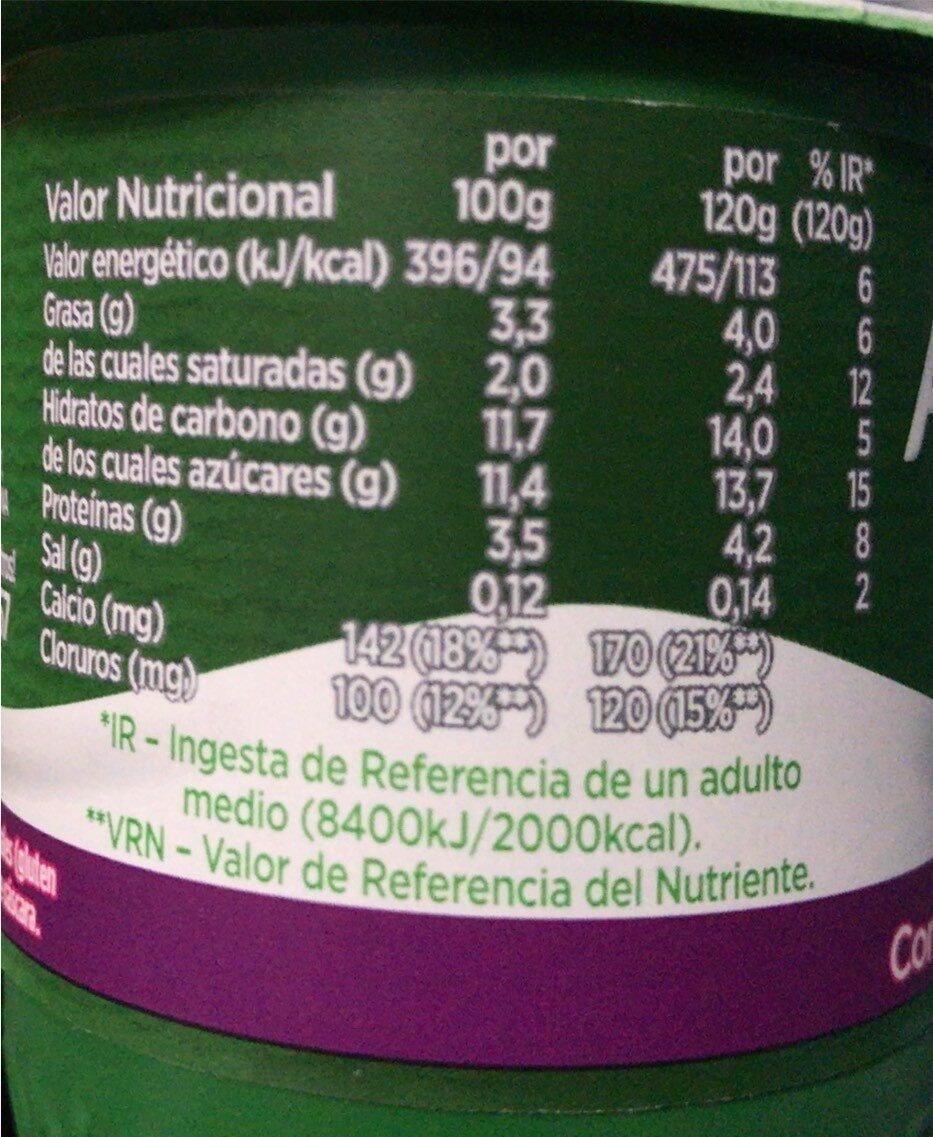 por por % IR*
Valor Nutricional 100g 120g (120g)
Valor energético (kJ/kcal) 396/94 475/113 6
Grasa (g) 3,3 4,0 6
de las cuales saturadas (g) 2,0 2,4 12
Hidratos de carbono (g) 11,7 14,0 5
de los cuales azúcares (g) 11,4 13,7 15
Proteínas (g) 3,5 4,2 8
Sal (g) 0,12 0,14 2
Calcio (mg) 142 (18%**) 170 (21%**)
Cloruros (mg) 100 (12%**) 120 (15%**)
*IR – Ingesta de Referencia de un adulto
medio (8400kJ/2000kcal).
**VRN – Valor de Referencia del Nutriente.
(gluten